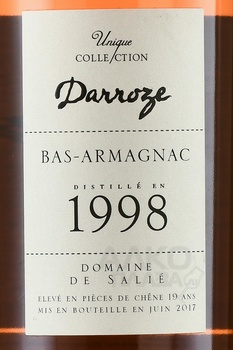 Unique
COLLECTION
Darroze
BAS-ARMAGNAC
DISTILLÉ EN
1998
DOMAINE
DE SALIÉ
ELEVÉ EN PIÈCES DE CHÊNE 19 ANS
MIS EN BOUTEILLE EN JUIN 2017